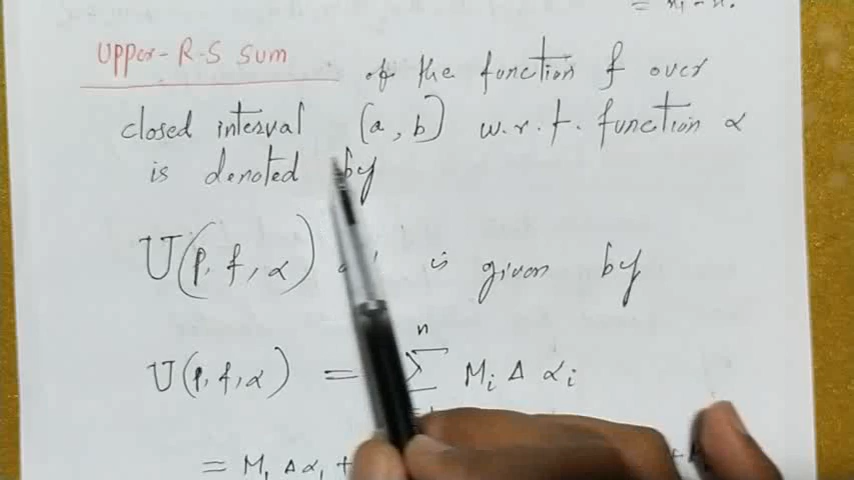 Upper-R-S Sum of the function f over
closed interval (a, b] w.r.t. function α
is denoted by
U(P, f, α) is given by
n
U(P, f, α) = Σ Mᵢ Δ αᵢ
= M₁ Δα₁ +